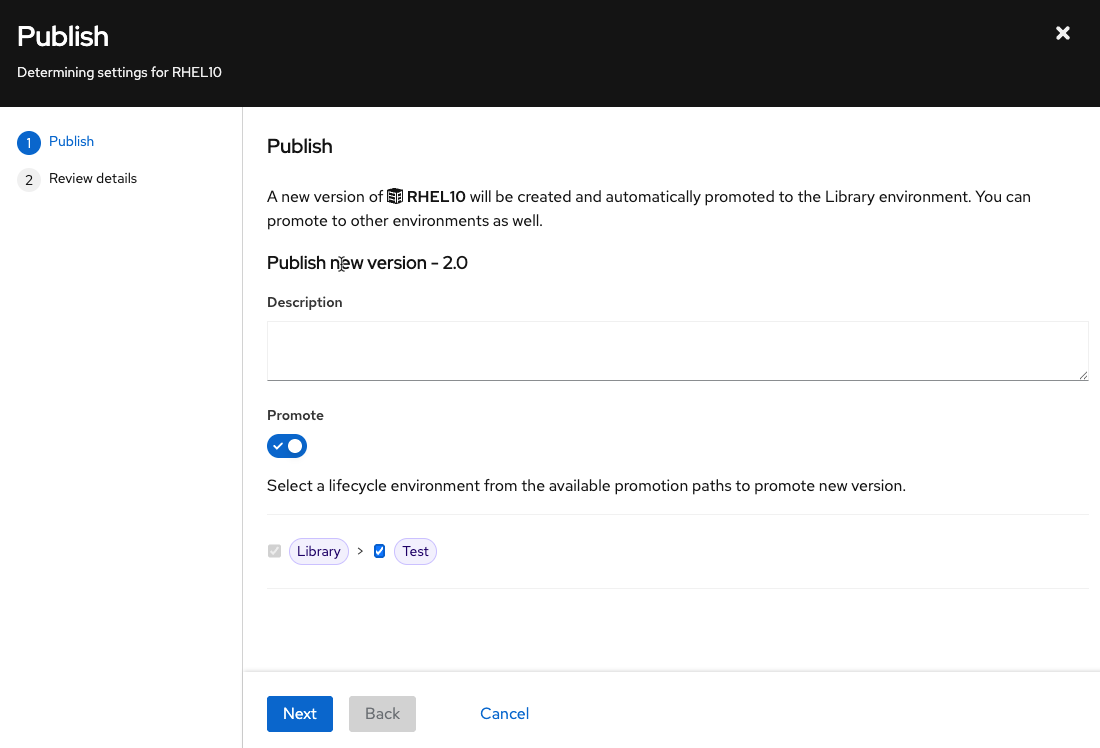 Publish
Determining settings for RHEL10
1 Publish
2 Review details
Publish
A new version of RHEL10 will be created and automatically promoted to the Library environment. You can
promote to other environments as well.
Publish new version - 2.0
Description
Promote
Select a lifecycle environment from the available promotion paths to promote new version.
Library > Test
Next Back Cancel